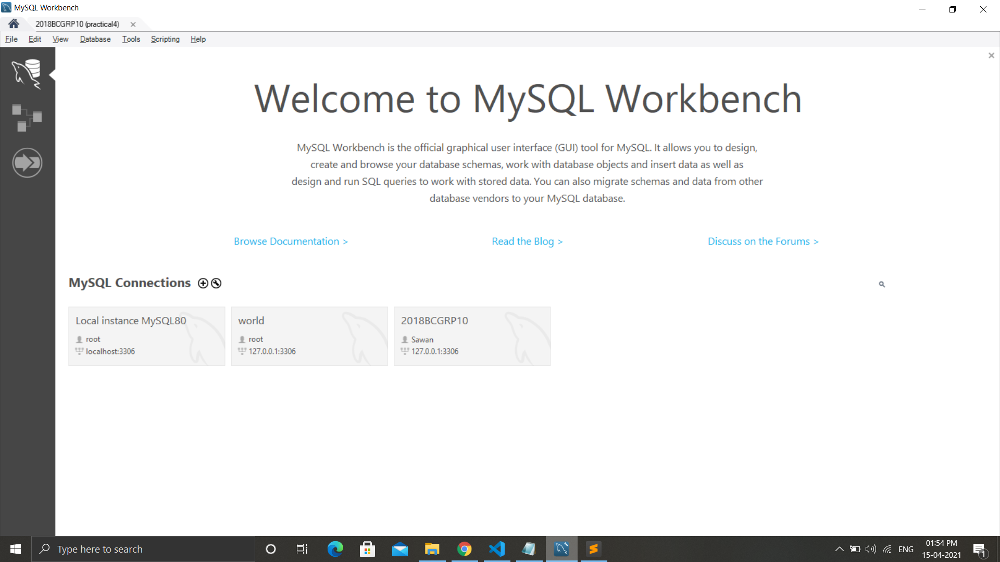 MySQL Workbench
2018BCGRP10 (practical4)
File Edit View Database Tools Scripting Help
Welcome to MySQL Workbench
MySQL Workbench is the official graphical user interface (GUI) tool for MySQL. It allows you to design,
create and browse your database schemas, work with database objects and insert data as well as
design and run SQL queries to work with stored data. You can also migrate schemas and data from other
database vendors to your MySQL database.
Browse Documentation > Read the Blog > Discuss on the Forums >
MySQL Connections
Local instance MySQL80
root
localhost:3306
world
root
127.0.0.1:3306
2018BCGRP10
Sawan
127.0.0.1:3306
Type here to search
ENG
01:54 PM
15-04-2021
1